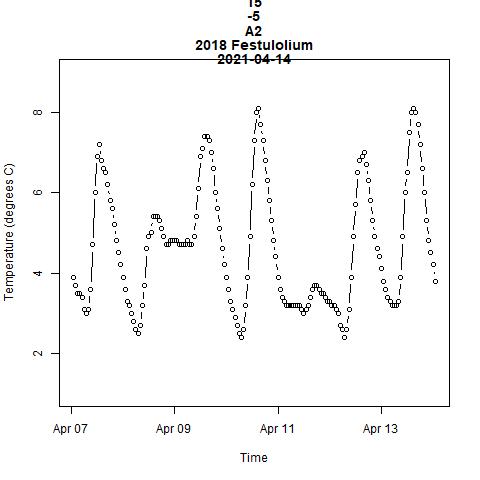 15
-5
A2
2018 Festulolium
2021-04-14
8
6
4
2
Temperature (degrees C)
Apr 07
Apr 09
Apr 11
Apr 13
Time